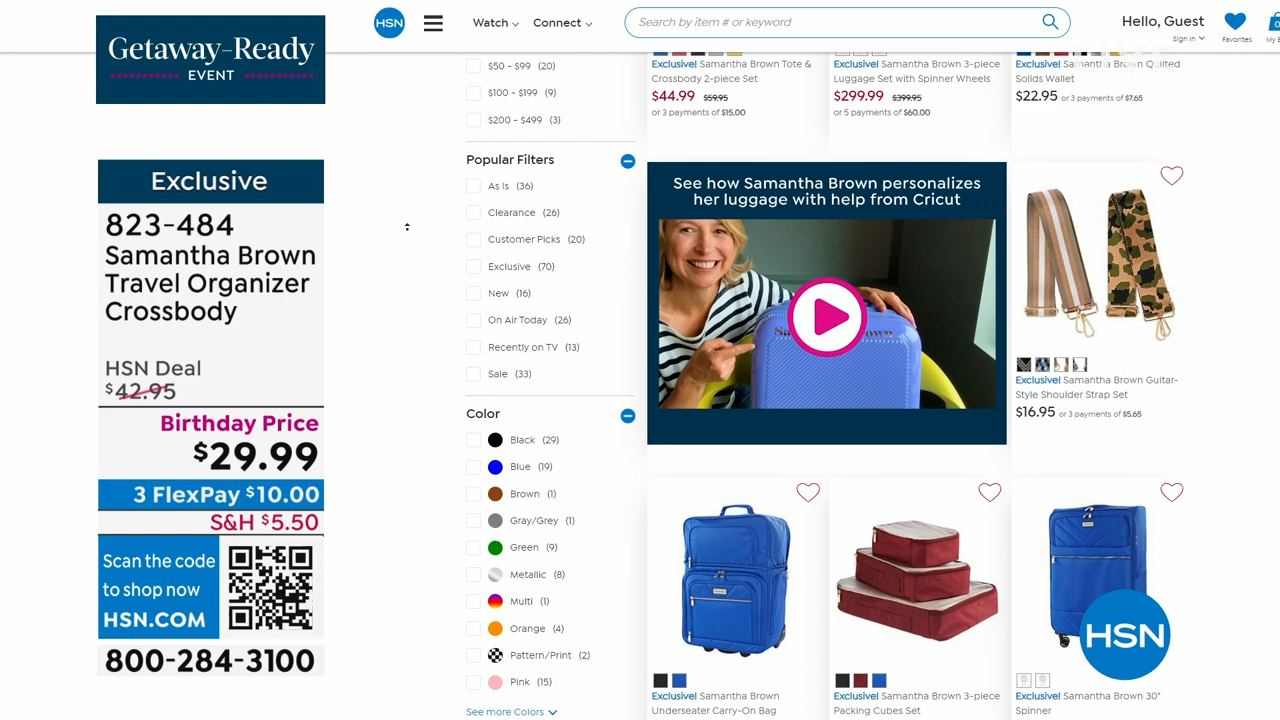 Getaway-Ready
EVENT
Exclusive
823-484
Samantha Brown
Travel Organizer
Crossbody
HSN Deal
$42.95
Birthday Price
$29.99
3 FlexPay $10.00
S&H $5.50
Scan the code
to shop now
HSN.COM
800-284-3100
HSN
Watch
Connect
Search by item # or keyword
Hello, Guest
Sign In
Favorites
$50 - $99 (20)
$100 - $199 (9)
$200 - $499 (3)
Popular Filters
As Is (36)
Clearance (26)
Customer Picks (20)
Exclusive (70)
New (16)
On Air Today (26)
Recently on TV (13)
Sale (33)
Color
Black (29)
Blue (19)
Brown (1)
Gray/Grey (1)
Green (9)
Metallic (8)
Multi (1)
Orange (4)
Pattern/Print (2)
Pink (15)
See more Colors
Exclusive! Samantha Brown Tote &
Crossbody 2-piece Set
$44.99 $59.95
or 3 payments of $15.00
Exclusive! Samantha Brown 3-piece
Luggage Set with Spinner Wheels
$299.99 $399.95
or 5 payments of $60.00
Exclusive! Samantha Brown Quilted
Solids Wallet
$22.95 or 3 payments of $7.65
See how Samantha Brown personalizes
her luggage with help from Cricut
Exclusive! Samantha Brown Guitar-
Style Shoulder Strap Set
$16.95 or 3 payments of $5.65
Exclusive! Samantha Brown
Underseater Carry-On Bag
Exclusive! Samantha Brown 3-piece
Packing Cubes Set
Exclusive! Samantha Brown 30"
Spinner
HSN